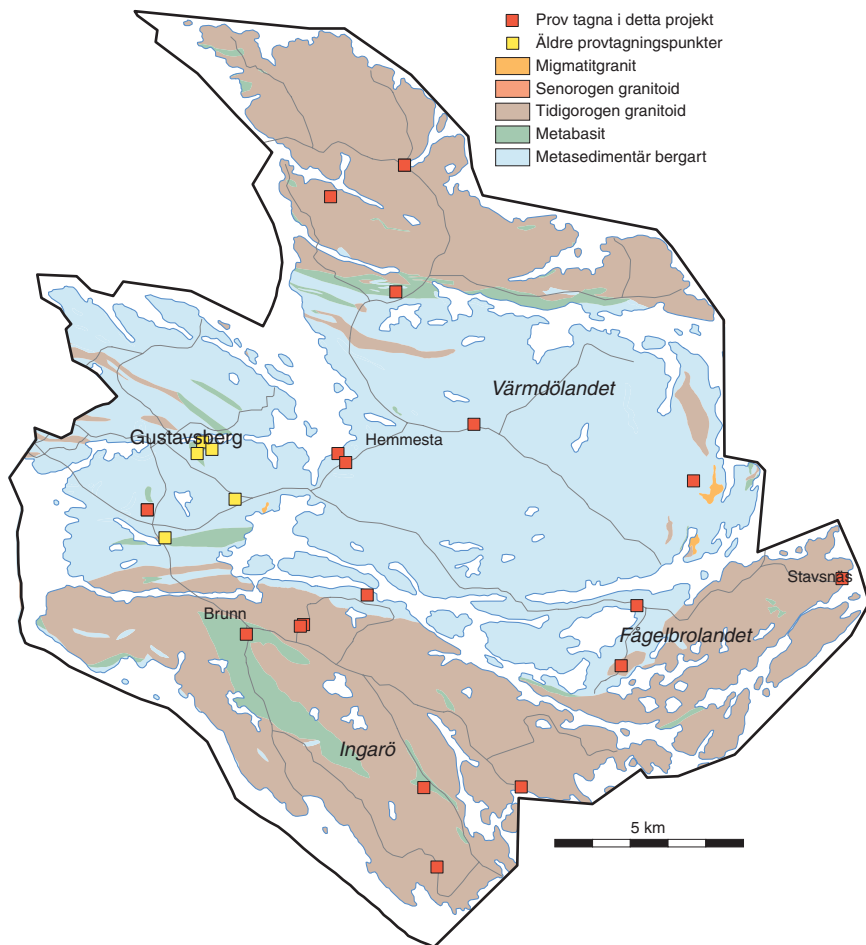 Prov tagna i detta projekt
Äldre provtagningspunkter
Migmatitgranit
Senorogen granitoid
Tidigorogen granitoid
Metabasit
Metasedimentär bergart
Värmdölandet
Gustavsberg
Hemmesta
Stavsnäs
Brunn
Fågelbrolandet
Ingarö
5 km